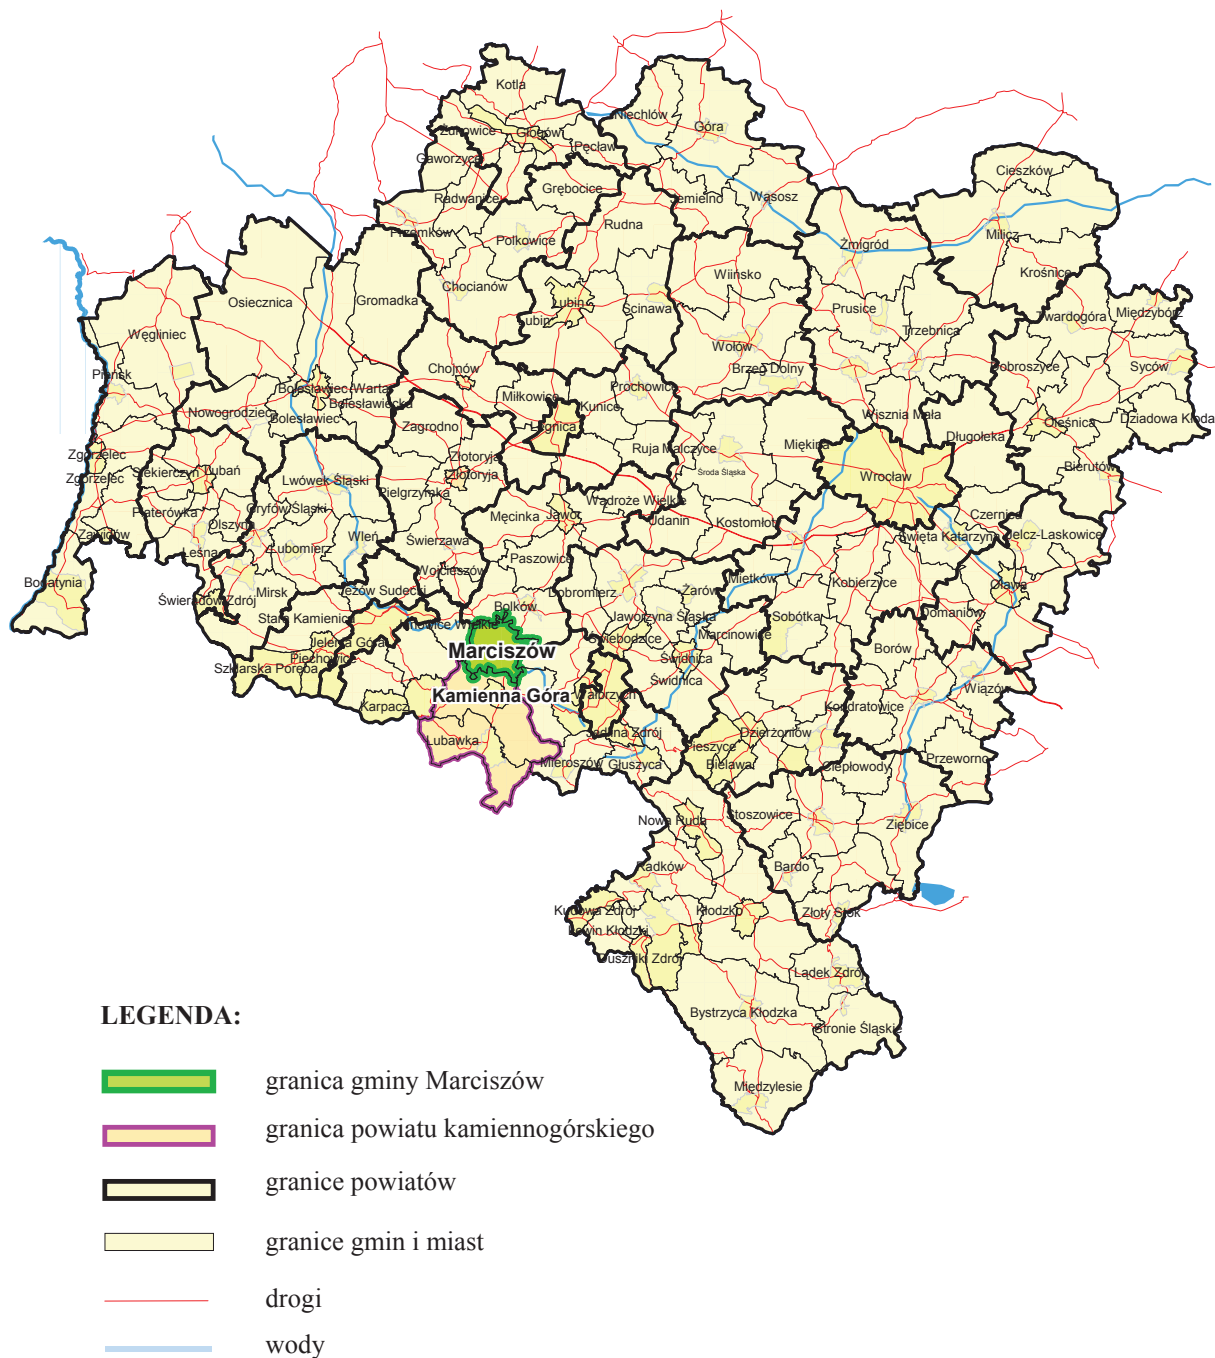 Kotla
Niechlów
Góra
Żukowice
Głogów
Pęcław
Gaworzyce
Grębocice
Cieszków
Radwanice
Jemielno
Wąsosz
Rudna
Przemków
Polkowice
Żmigród
Milicz
Wińsko
Krośnice
Osiecznica
Gromadka
Chocianów
Lubin
Ścinawa
Prusice
Twardogóra
Międzybórz
Lubin
Trzebnica
Węgliniec
Wołów
Pieńsk
Chojnów
Brzeg Dolny
Dobroszyce
Syców
Bolesławiec
Warta
Prochowice
Nowogrodziec
Bolesławiecka
Miłkowice
Kunice
Wisznia Mała
Oleśnica
Dziadowa Kłoda
Bolesławiec
Zagrodno
Legnica
Długołeka
Zgorzelec
Złotoryja
Ruja
Malczyce
Miękinia
Bierutów
Zgorzelec
Siekierczyn
Lubań
Lwówek Śląski
Złotoryja
Środa Śląska
Wrocław
Pielgrzymka
Platerówka
Gryfów Śląski
Wądroże Wielkie
Olszyna
Męcinka
Jawor
Udanin
Kostomłoty
Czernica
Zawidów
Wleń
Świerzawa
Święta Katarzyna
Jelcz-Laskowice
Leśna
Lubomierz
Paszowice
Bogatynia
Wojcieszów
Mietków
Kobierzyce
Oława
Mirsk
Jeżów Sudecki
Dobromierz
Żarów
Świeradów Zdrój
Bolków
Domaniów
Stara Kamienica
Janowice Wielkie
Jaworzyna Śląska
Sobótka
Jelenia Góra
Świebodzice
Marcinowice
Borów
Marciszów
Piechowice
Świdnica
Szklarska Poręba
Świdnica
Kamienna Góra
Wałbrzych
Wiązów
Karpacz
Kondratowice
Jedlina Zdrój
Dzierżoniów
Lubawka
Pieszyce
Mieroszów
Głuszyca
Bielawa
Ciepłowody
Przeworno
Nowa Ruda
Stoszowice
Ziębice
Radków
Bardo
Kudowa Zdrój
Kłodzko
Złoty Stok
Lewin Kłodzki
Duszniki Zdrój
Lądek Zdrój
Bystrzyca Kłodzka
Stronie Śląskie
Międzylesie
LEGENDA:
granica gminy Marciszów
granica powiatu kamiennogórskiego
granice powiatów
granice gmin i miast
drogi
wody